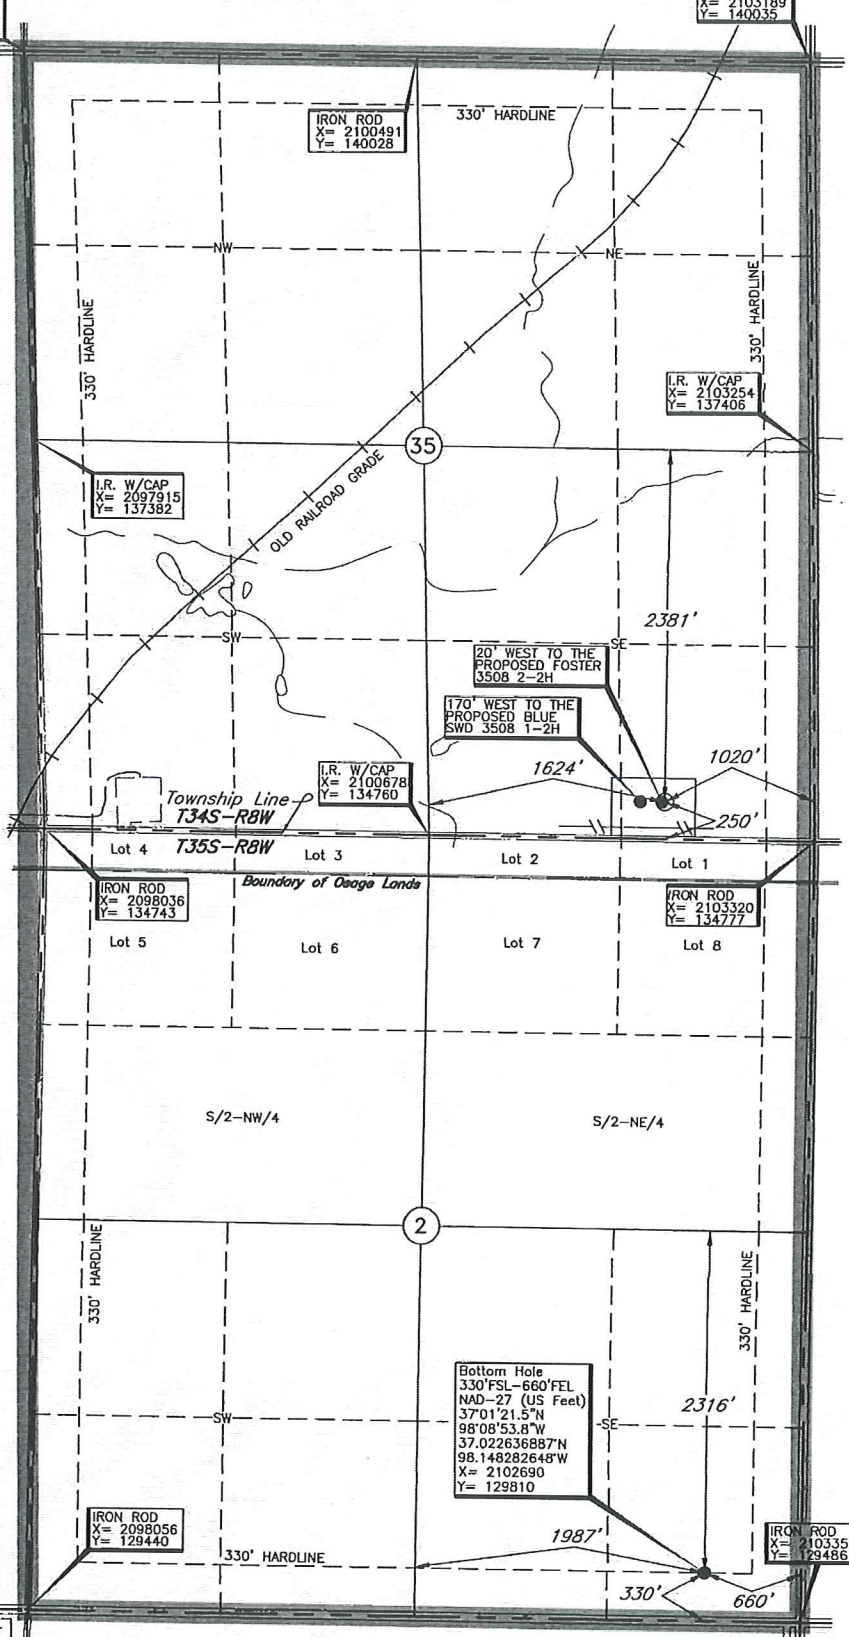 X= 2103189
Y= 140035
IRON ROD
X= 2100491
Y= 140028
330' HARDLINE
NW
NE
330' HARDLINE
330' HARDLINE
I.R. W/CAP
X= 2103254
Y= 137406
35
OLD RAILROAD GRADE
I.R. W/CAP
X= 2097915
Y= 137382
2381'
SW
SE
20' WEST TO THE
PROPOSED FOSTER
3508 2-2H
170' WEST TO THE
PROPOSED BLUE
SWD 3508 1-2H
1624'
1020'
I.R. W/CAP
X= 2100678
Y= 134760
Township Line
T34S-R8W
250'
T35S-R8W
Lot 4
Lot 3
Lot 2
Lot 1
Boundary of Osage Lands
IRON ROD
X= 2098036
Y= 134743
IRON ROD
X= 2103320
Y= 134777
Lot 5
Lot 6
Lot 7
Lot 8
S/2-NW/4
S/2-NE/4
2
330' HARDLINE
330' HARDLINE
Bottom Hole
330'FSL-660'FEL
NAD-27 (US Feet)
37°01'21.5"N
98°08'53.8"W
37.022636887°N
98.148282648°W
X= 2102690
Y= 129810
2316'
SW
SE
IRON ROD
X= 2098056
Y= 129440
330' HARDLINE
1987'
IRON ROD
X= 210335
Y= 129486
330'
660'